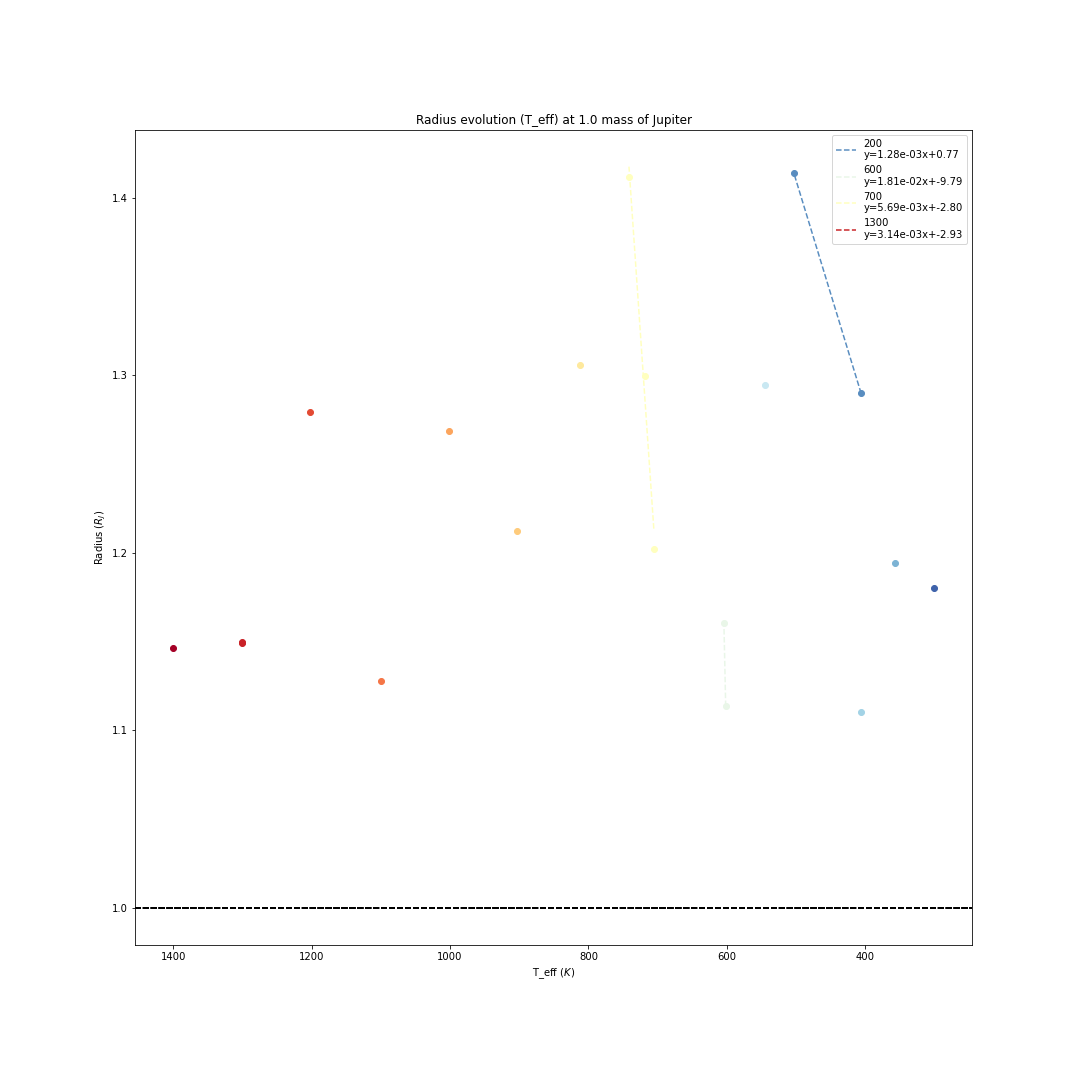 Radius evolution (T_eff) at 1.0 mass of Jupiter
200
y=1.28e-03x+0.77
600
y=1.81e-02x+-9.79
700
y=5.69e-03x+-2.80
1300
y=3.14e-03x+-2.93
1.4
1.3
1.2
1.1
1.0
Radius (R_J)
1400 1200 1000 800 600 400
T_eff (K)